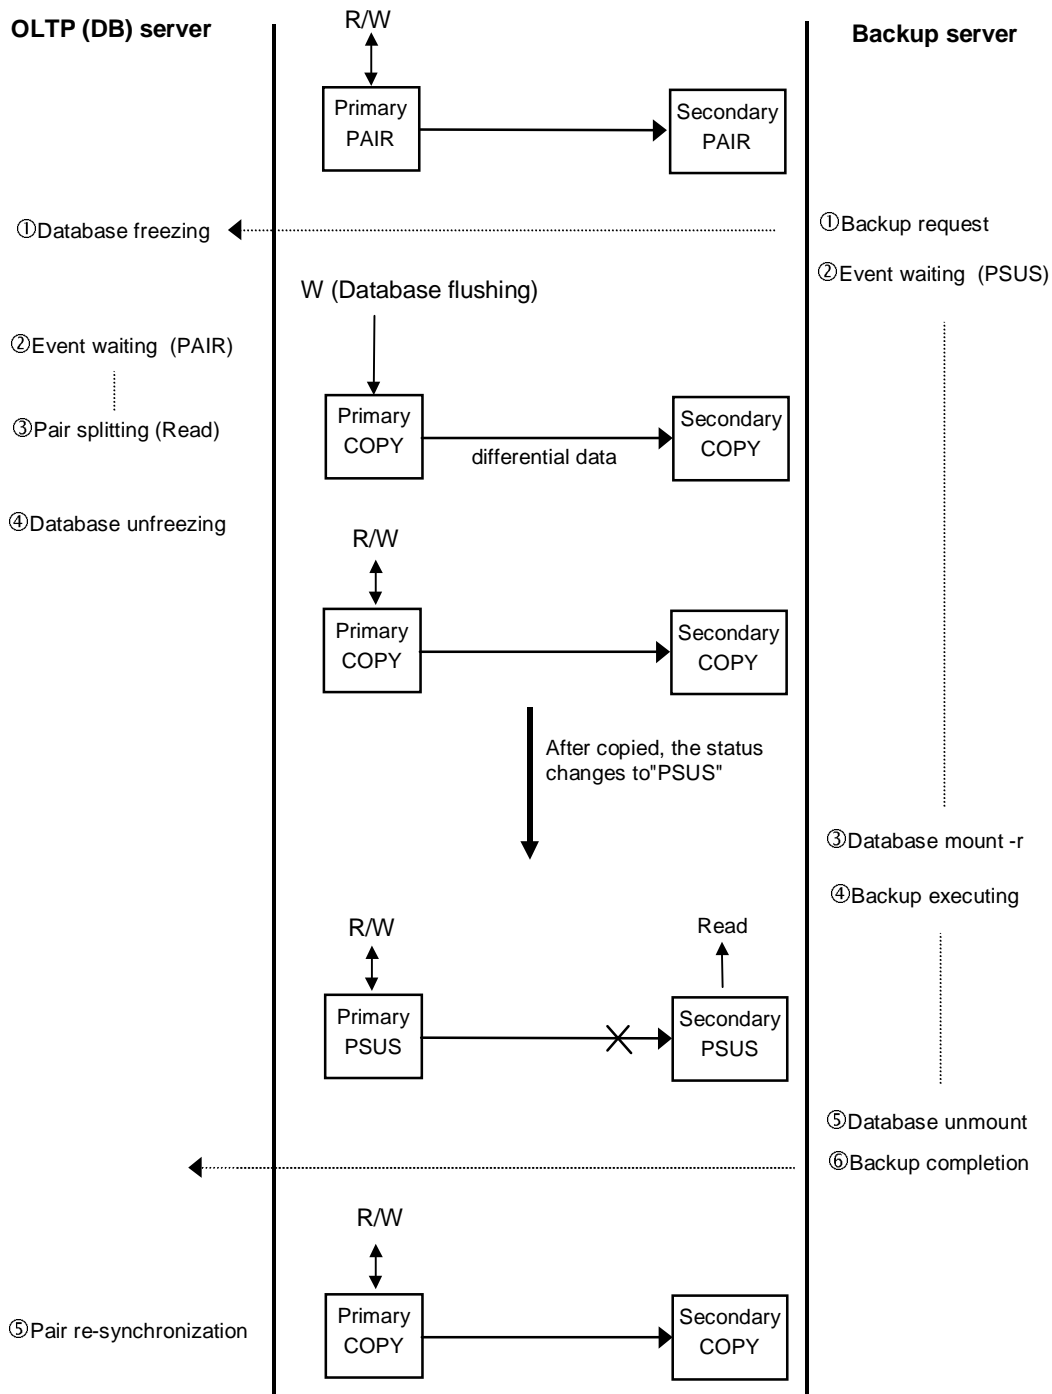 OLTP (DB) server
R/W
Backup server
Primary
PAIR
Secondary
PAIR
①Database freezing
①Backup request
②Event waiting (PSUS)
W (Database flushing)
②Event waiting (PAIR)
③Pair splitting (Read)
Primary
COPY
differential data
Secondary
COPY
④Database unfreezing
R/W
Primary
COPY
Secondary
COPY
After copied, the status
changes to"PSUS"
③Database mount -r
④Backup executing
R/W
Read
Primary
PSUS
Secondary
PSUS
⑤Database unmount
⑥Backup completion
R/W
⑤Pair re-synchronization
Primary
COPY
Secondary
COPY